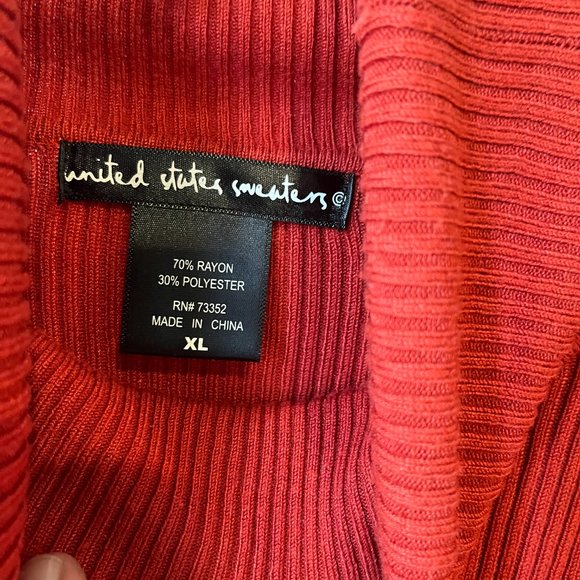 united states sweaters ©
70% RAYON
30% POLYESTER
RN# 73352
MADE IN CHINA
XL